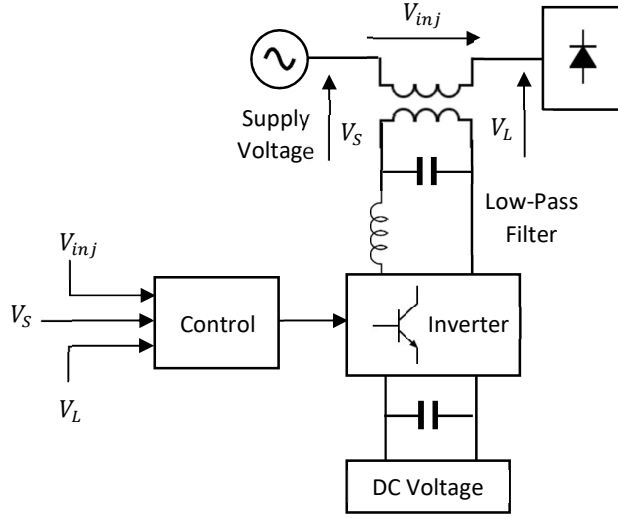 V_inj
Supply
Voltage
V_S
V_L
Low-Pass
Filter
V_inj
V_S
Control
Inverter
V_L
DC Voltage